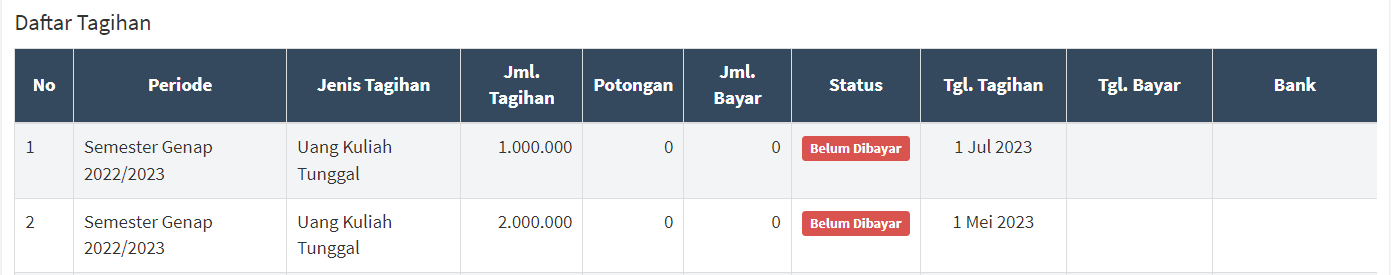 Daftar Tagihan
No Periode Jenis Tagihan Jml. Tagihan Potongan Jml. Bayar Status Tgl. Tagihan Tgl. Bayar Bank
1 Semester Genap 2022/2023 Uang Kuliah Tunggal 1.000.000 0 0 Belum Dibayar 1 Jul 2023
2 Semester Genap 2022/2023 Uang Kuliah Tunggal 2.000.000 0 0 Belum Dibayar 1 Mei 2023